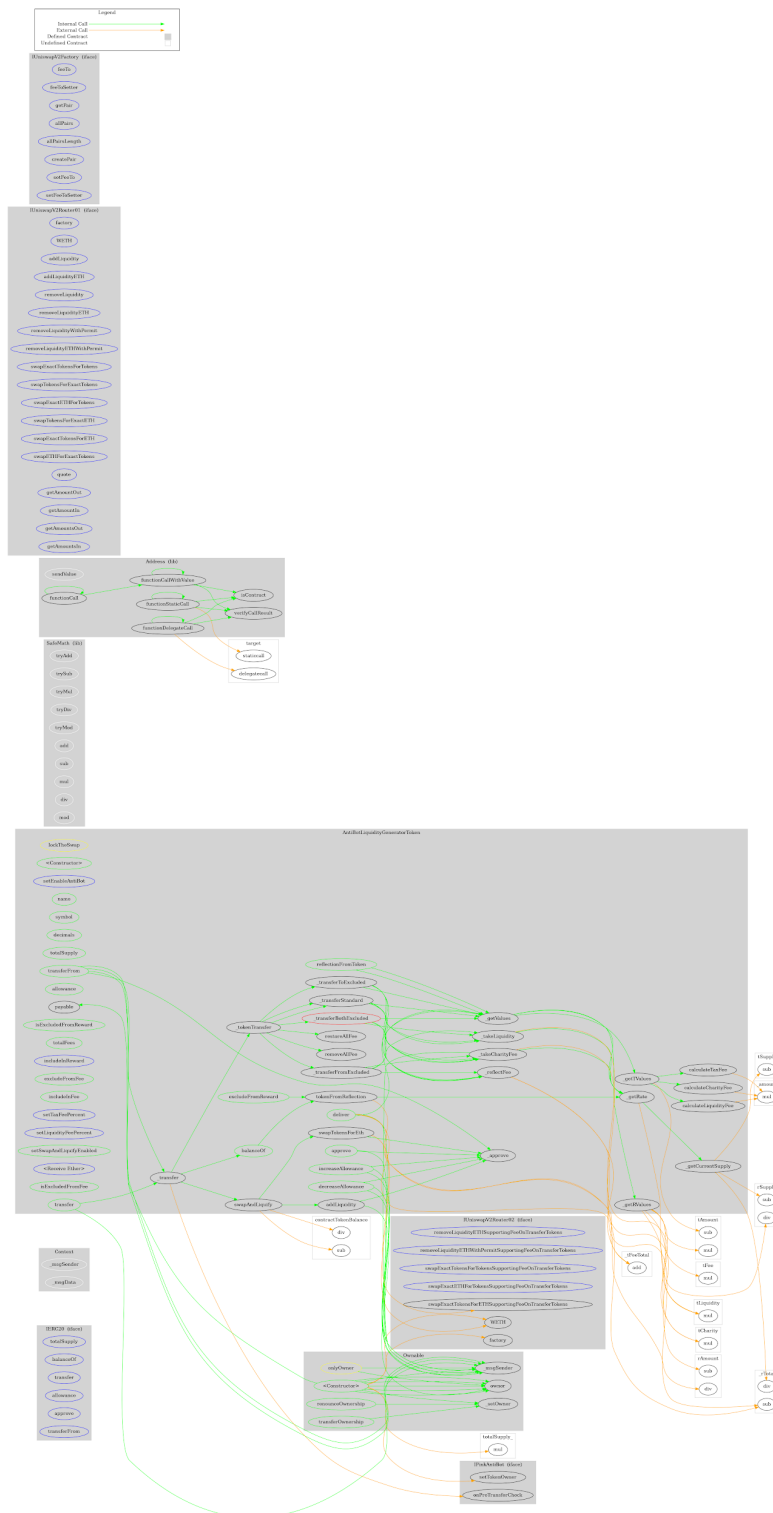 Legend
Internal Call
External Call
Defined Contract
Undefined Contract
IUniswapV2Factory (iface)
feeTo
feeToSetter
getPair
allPairs
allPairsLength
createPair
setFeeTo
setFeeToSetter
IUniswapV2Router01 (iface)
factory
WETH
addLiquidity
addLiquidityETH
removeLiquidity
removeLiquidityETH
removeLiquidityWithPermit
removeLiquidityETHWithPermit
swapExactTokensForTokens
swapTokensForExactTokens
swapExactETHForTokens
swapTokensForExactETH
swapExactTokensForETH
swapETHForExactTokens
quote
getAmountOut
getAmountIn
getAmountsOut
getAmountsIn
Address (lib)
sendValue
functionCall
functionCallWithValue
functionStaticCall
functionDelegateCall
isContract
verifyCallResult
target
staticcall
delegatecall
SafeMath (lib)
tryAdd
trySub
tryMul
tryDiv
tryMod
add
sub
mul
div
mod
AntiBotLiquidityGeneratorToken
lockTheSwap
<Constructor>
setEnableAntiBot
name
symbol
decimals
totalSupply
transferFrom
allowance
payable
isExcludedFromReward
totalFees
includeInReward
excludeFromFee
includeInFee
setTaxFeePercent
setLiquidityFeePercent
setSwapAndLiquifyEnabled
<Receive Ether>
isExcludedFromFee
transfer
_transfer
_tokenTransfer
excludeFromReward
balanceOf
swapAndLiquify
reflectionFromToken
_transferToExcluded
_transferStandard
_transferBothExcluded
restoreAllFee
removeAllFee
_transferFromExcluded
tokenFromReflection
deliver
swapTokensForEth
approve
increaseAllowance
decreaseAllowance
addLiquidity
_getValues
_takeLiquidity
_takeCharityFee
_reflectFee
_approve
_getTValues
_getRate
_getRValues
calculateTaxFee
calculateCharityFee
calculateLiquidityFee
_getCurrentSupply
sub
mul
sub
div
contractTokenBalance
div
sub
IUniswapV2Router02 (iface)
removeLiquidityETHSupportingFeeOnTransferTokens
removeLiquidityETHWithPermitSupportingFeeOnTransferTokens
swapExactTokensForTokensSupportingFeeOnTransferTokens
swapExactETHForTokensSupportingFeeOnTransferTokens
swapExactTokensForETHSupportingFeeOnTransferTokens
WETH
factory
_tFeeTotal
add
tAmount
sub
mul
tFee
mul
tLiquidity
mul
tCharity
mul
rAmount
sub
div
div
sub
Context
_msgSender
_msgData
IERC20 (iface)
totalSupply
balanceOf
transfer
allowance
approve
transferFrom
Ownable
onlyOwner
<Constructor>
renounceOwnership
transferOwnership
_msgSender
owner
_setOwner
totalSupply_
mul
IPinkAntiBot (iface)
setTokenOwner
onPreTransferCheck